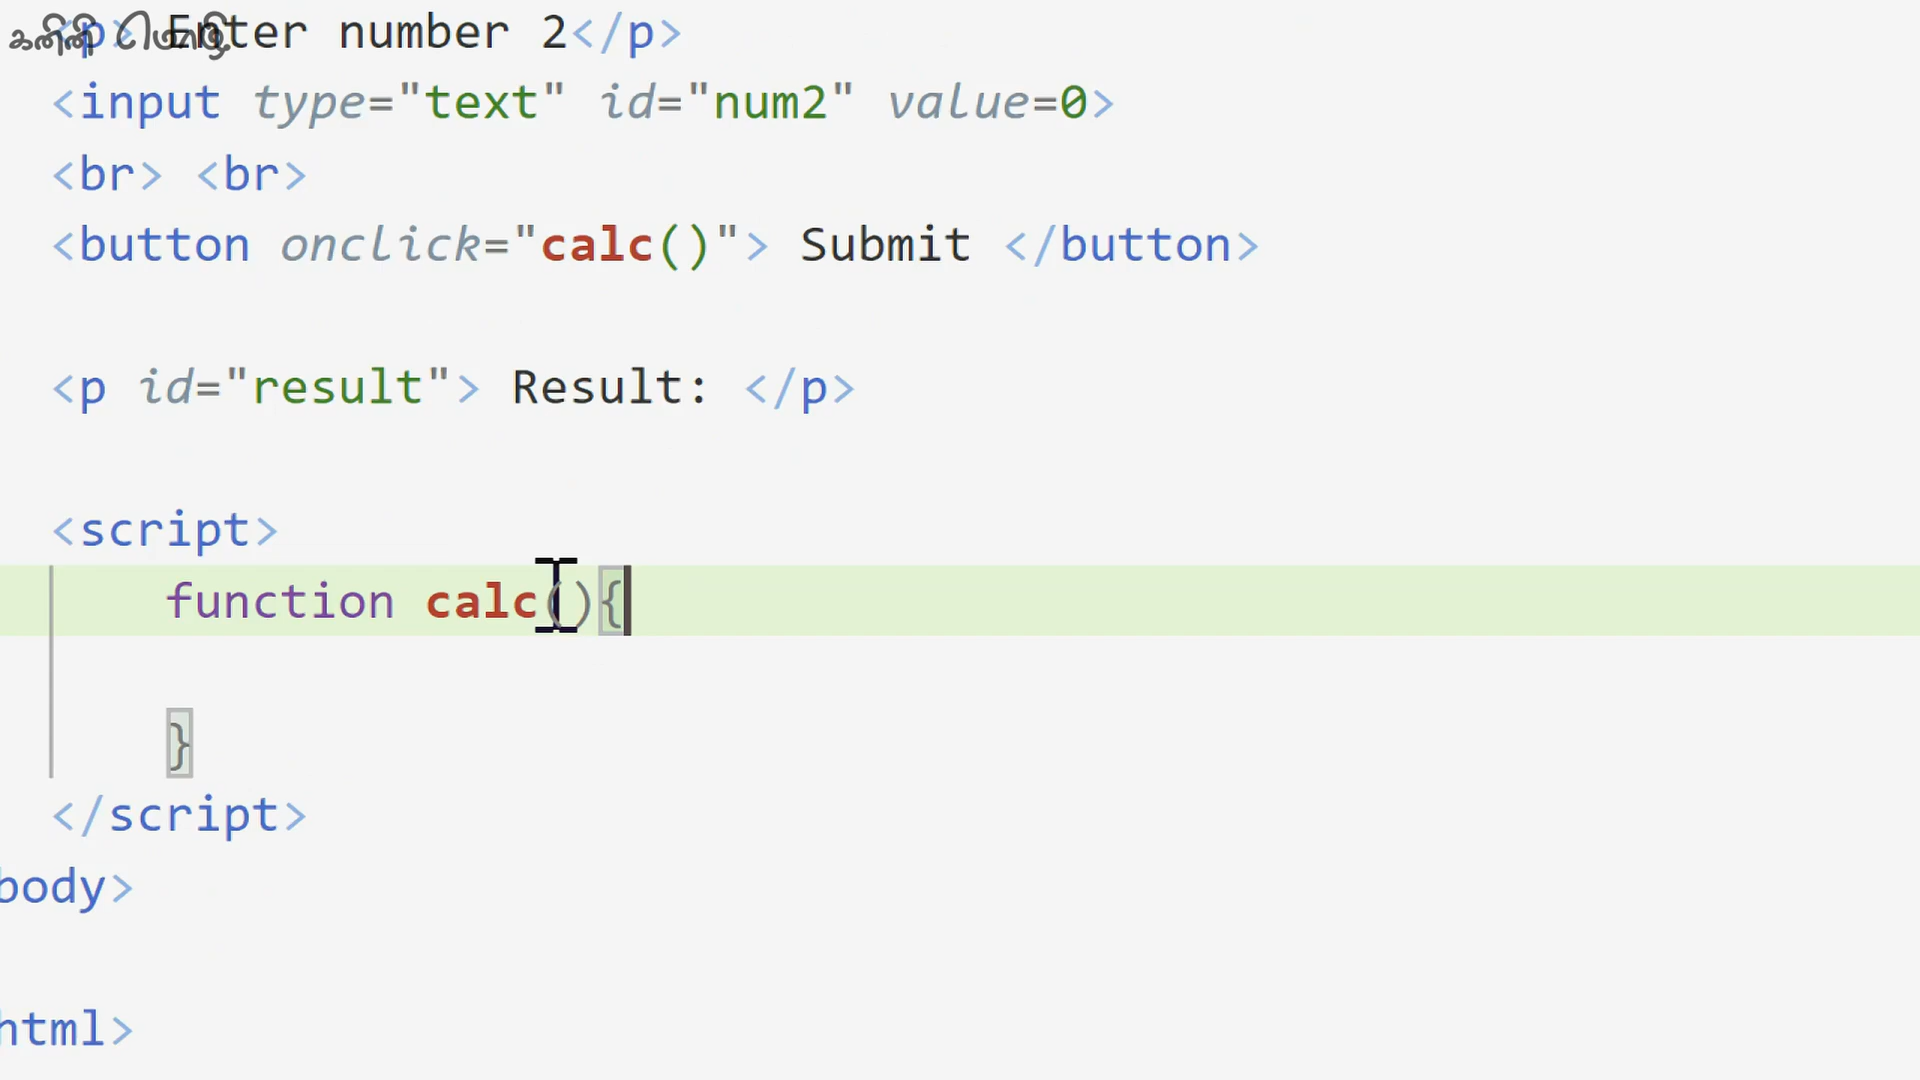 கனினி மொழி
<p> Enter number 2</p>
<input type="text" id="num2" value=0>
<br> <br>
<button onclick="calc()"> Submit </button>
<p id="result"> Result: </p>
<script>
function calc(){
}
</script>
body>
html>